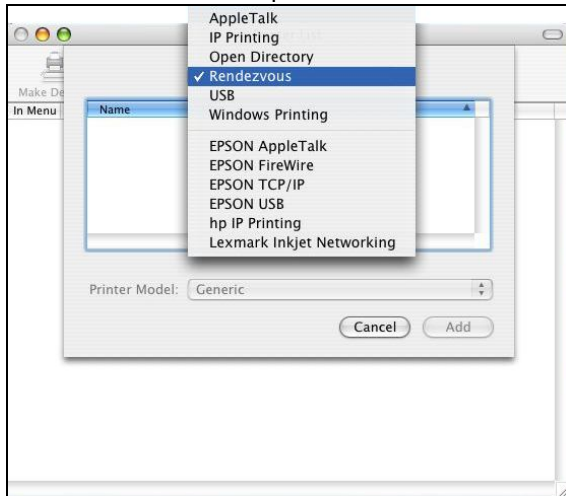 AppleTalk
IP Printing
Open Directory
✓ Rendezvous
USB
Windows Printing
EPSON AppleTalk
EPSON FireWire
EPSON TCP/IP
EPSON USB
hp IP Printing
Lexmark Inkjet Networking
Make De
In Menu
Name
Printer Model: Generic
Cancel Add